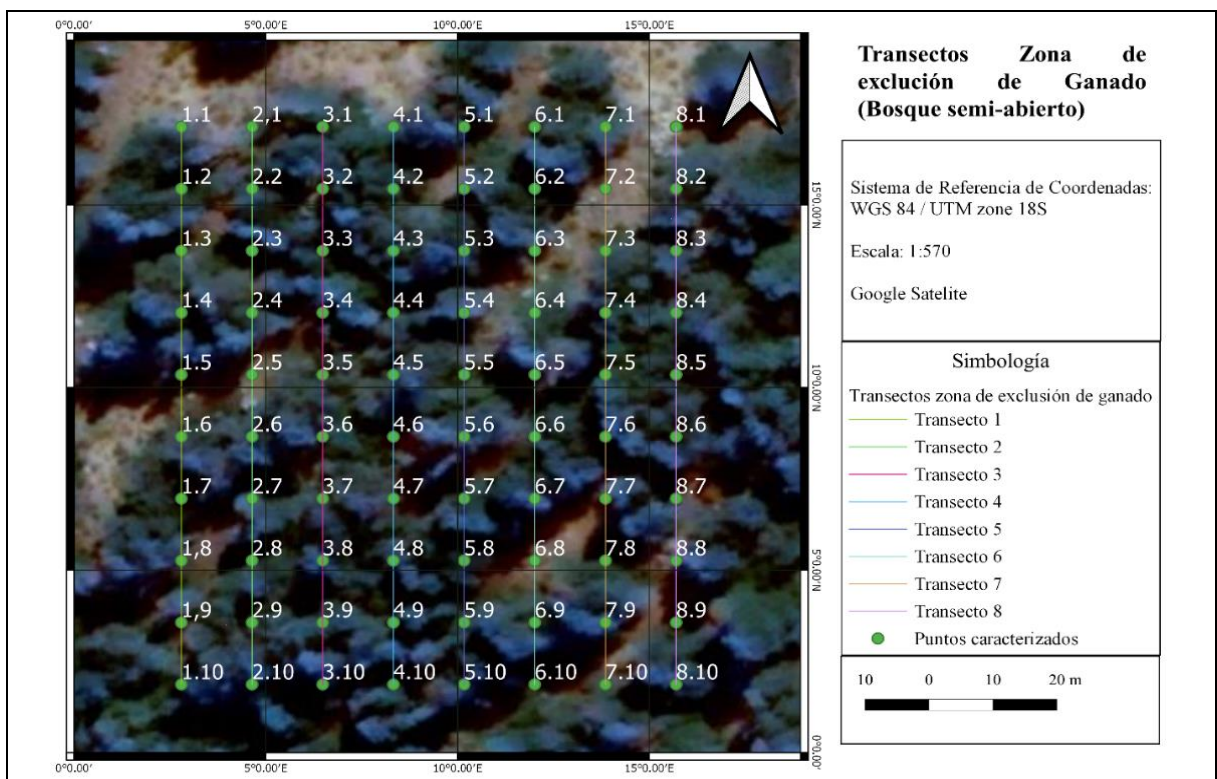 0°0.00' 5°0.00'E 10°0.00'E 15°0.00'E
1.1 2,1 3.1 4.1 5.1 6.1 7.1 8.1
1.2 2.2 3.2 4.2 5.2 6.2 7.2 8.2
1.3 2.3 3.3 4.3 5.3 6.3 7.3 8.3
1.4 2.4 3.4 4.4 5.4 6.4 7.4 8.4
1.5 2.5 3.5 4.5 5.5 6.5 7.5 8.5
1.6 2.6 3.6 4.6 5.6 6.6 7.6 8.6
1.7 2.7 3.7 4.7 5.7 6.7 7.7 8.7
1,8 2.8 3.8 4.8 5.8 6.8 7.8 8.8
1,9 2.9 3.9 4.9 5.9 6.9 7.9 8.9
1.10 2.10 3.10 4.10 5.10 6.10 7.10 8.10
15°0.00'N
10°0.00'N
5°0.00'N
0°0.00'
0°0.00' 5°0.00'E 10°0.00'E 15°0.00'E
Transectos Zona de
exclución de Ganado
(Bosque semi-abierto)
Sistema de Referencia de Coordenadas:
WGS 84 / UTM zone 18S
Escala: 1:570
Google Satelite
Simbología
Transectos zona de exclusión de ganado
Transecto 1
Transecto 2
Transecto 3
Transecto 4
Transecto 5
Transecto 6
Transecto 7
Transecto 8
Puntos caracterizados
10 0 10 20 m